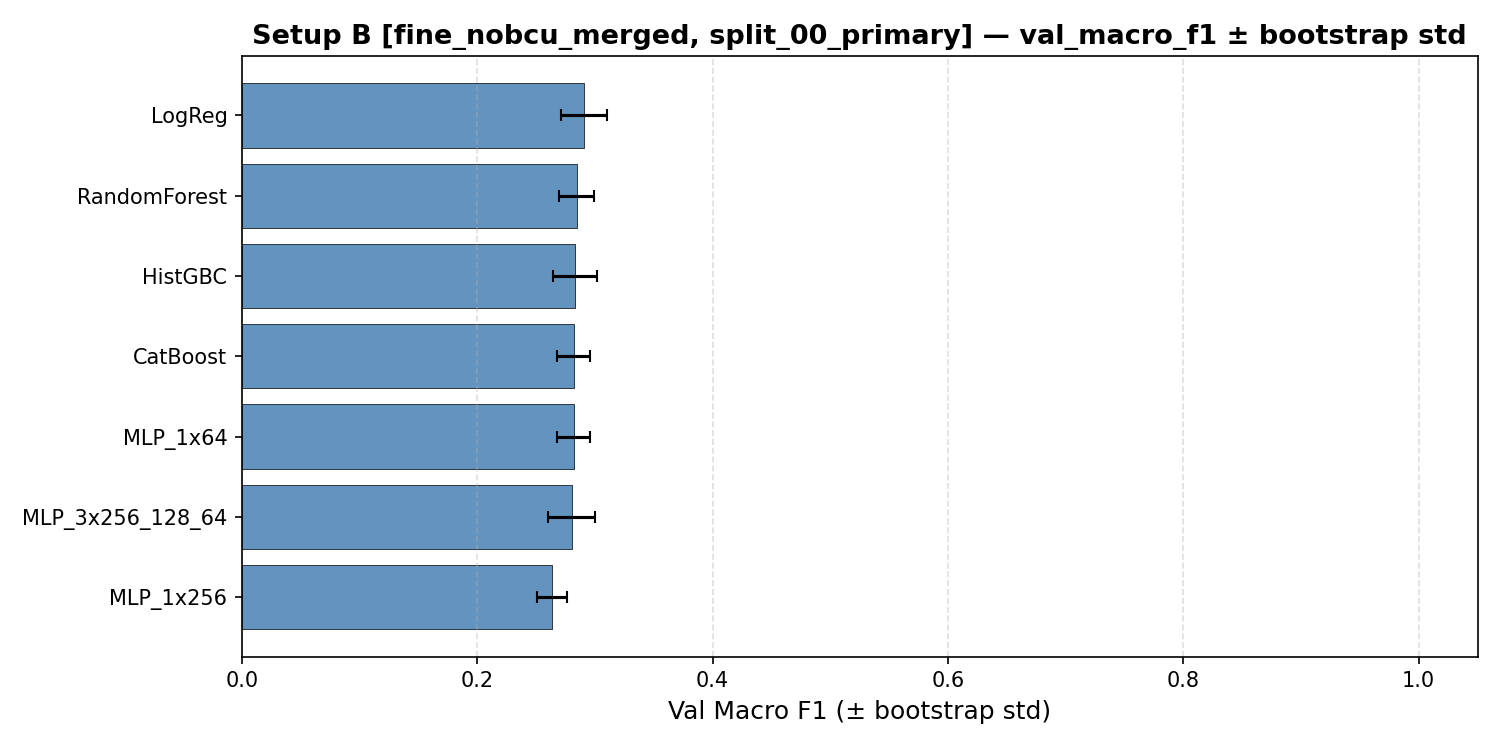 Setup B [fine_nobcu_merged, split_00_primary] — val_macro_f1 ± bootstrap std
LogReg
RandomForest
HistGBC
CatBoost
MLP_1x64
MLP_3x256_128_64
MLP_1x256
0.0 0.2 0.4 0.6 0.8 1.0
Val Macro F1 (± bootstrap std)